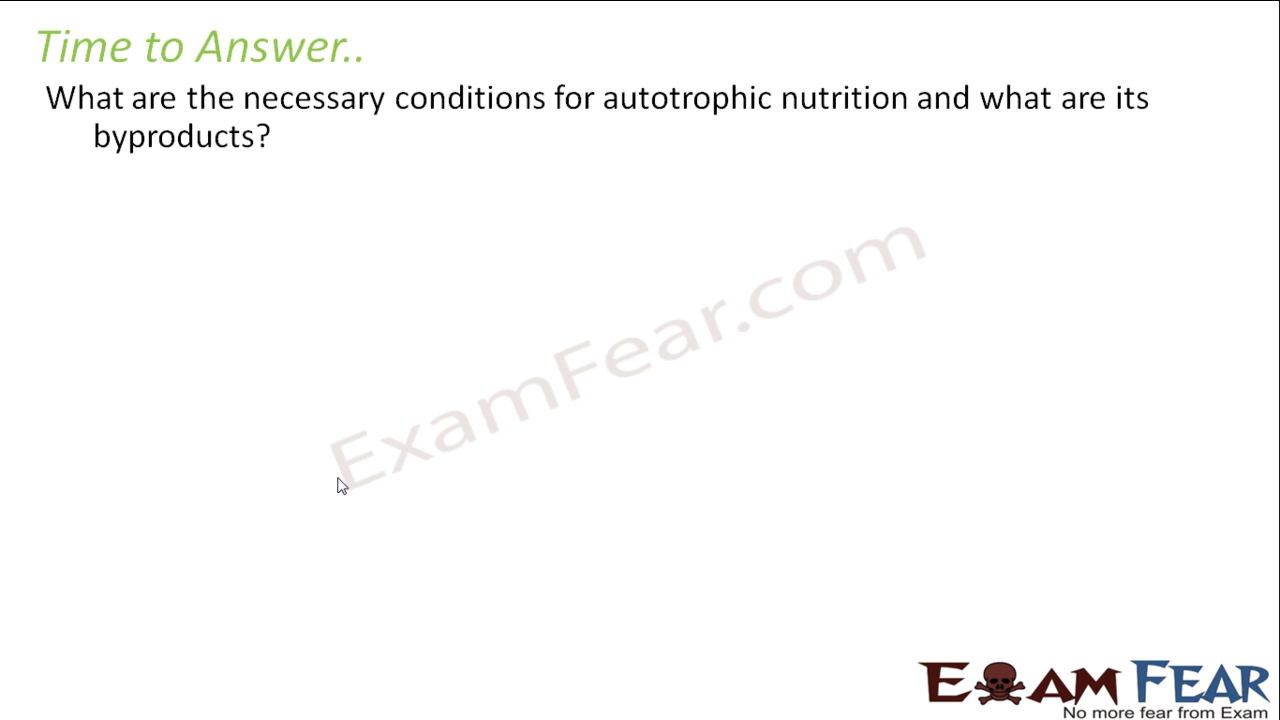 Time to Answer..
What are the necessary conditions for autotrophic nutrition and what are its
byproducts?
ExamFear.com
EXAM FEAR
No more fear from Exam